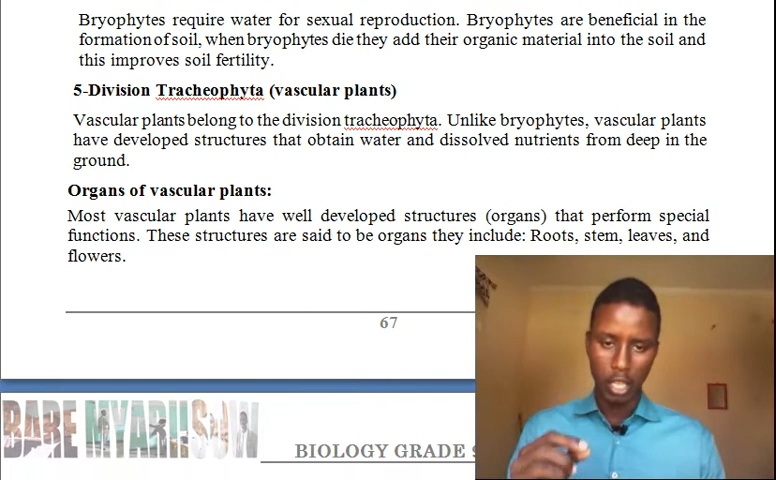 Bryophytes require water for sexual reproduction. Bryophytes are beneficial in the
formation of soil, when bryophytes die they add their organic material into the soil and
this improves soil fertility.
5-Division Tracheophyta (vascular plants)
Vascular plants belong to the division tracheophyta. Unlike bryophytes, vascular plants
have developed structures that obtain water and dissolved nutrients from deep in the
ground.
Organs of vascular plants:
Most vascular plants have well developed structures (organs) that perform special
functions. These structures are said to be organs they include: Roots, stem, leaves, and
flowers.
67
BIOLOGY GRADE